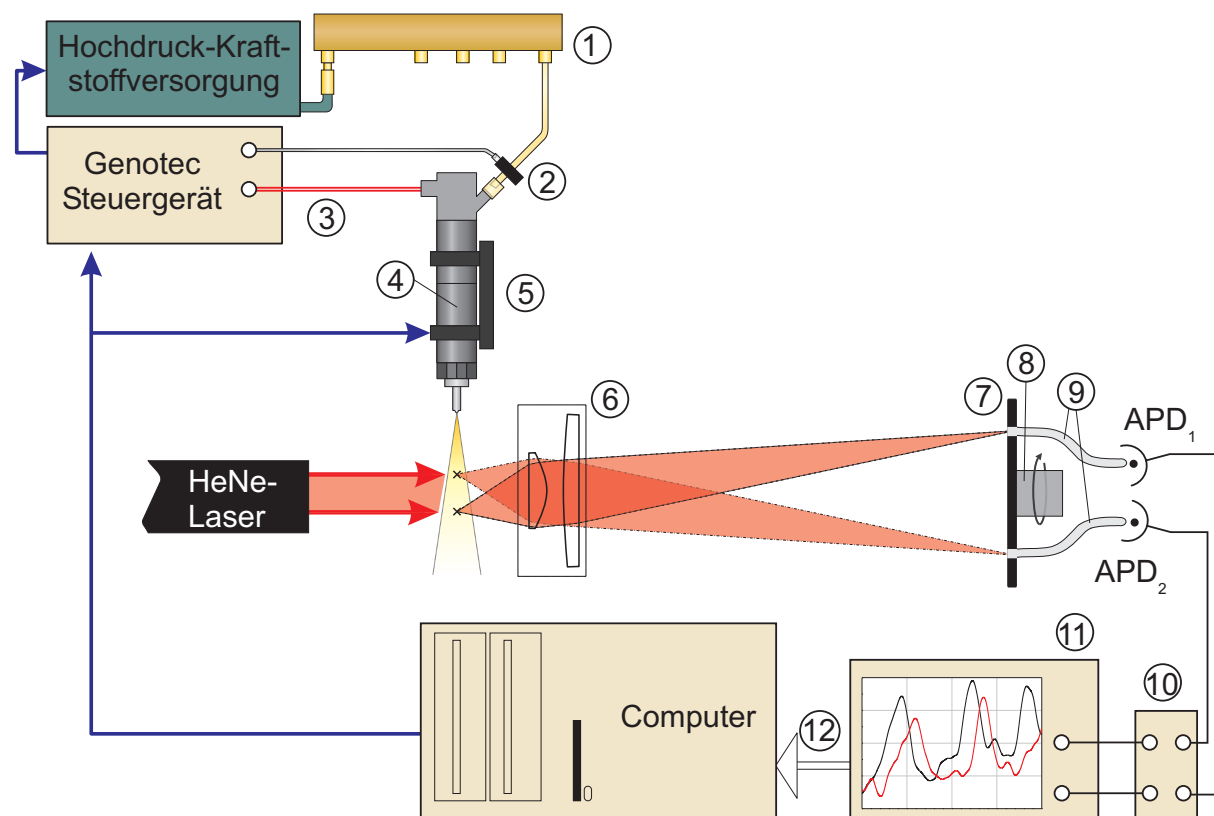 Hochdruck-Kraft-
stoffversorgung
1
Genotec
Steuergerät
2
3
4
5
6
7
8
9
APD1
HeNe-
Laser
APD2
Computer
12
11
10